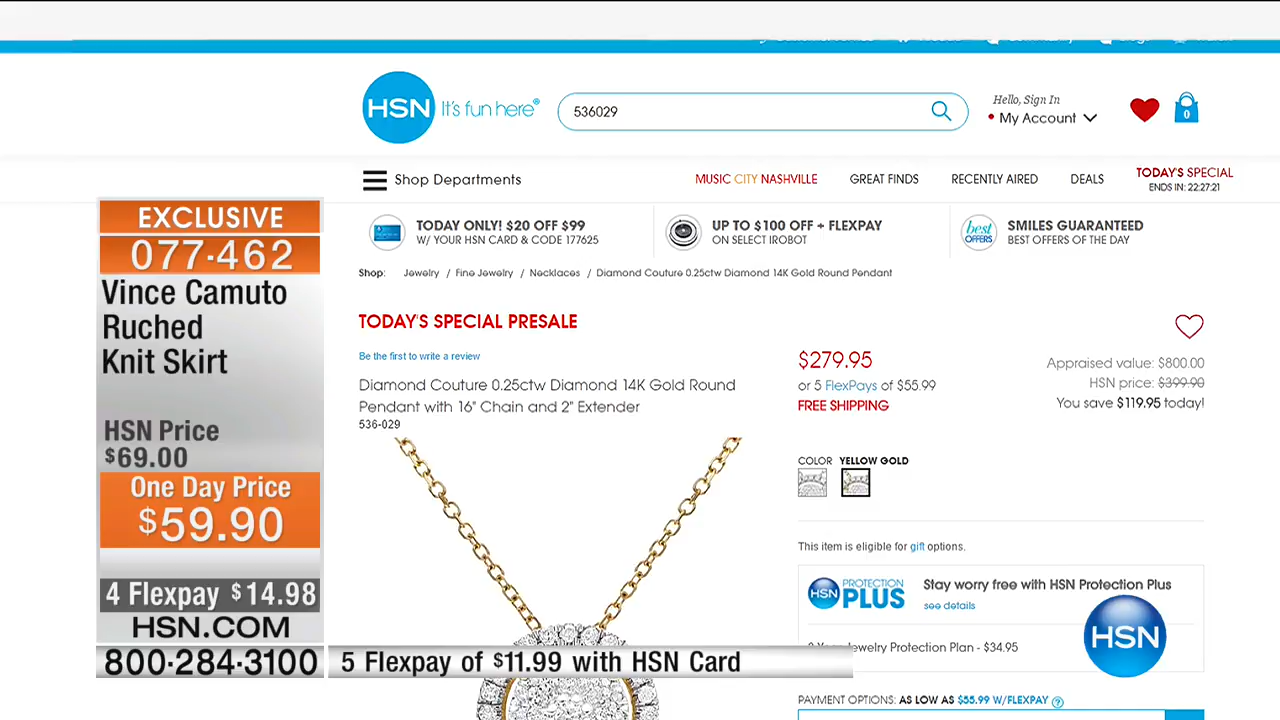 HSN It's fun here®
536029
Hello, Sign In
My Account
0
Shop Departments
MUSIC CITY NASHVILLE
GREAT FINDS
RECENTLY AIRED
DEALS
TODAY'S SPECIAL
ENDS IN: 22:27:21
TODAY ONLY! $20 OFF $99
W/ YOUR HSN CARD & CODE 177625
UP TO $100 OFF + FLEXPAY
ON SELECT IROBOT
best OFFERS
SMILES GUARANTEED
BEST OFFERS OF THE DAY
Shop: Jewelry / Fine Jewelry / Necklaces / Diamond Couture 0.25ctw Diamond 14K Gold Round Pendant
EXCLUSIVE
077·462
Vince Camuto
Ruched
Knit Skirt
HSN Price
$69.00
One Day Price
$59.90
4 Flexpay $14.98
HSN.COM
800·284·3100
5 Flexpay of $11.99 with HSN Card
TODAY'S SPECIAL PRESALE
Be the first to write a review
Diamond Couture 0.25ctw Diamond 14K Gold Round
Pendant with 16" Chain and 2" Extender
536-029
$279.95
or 5 FlexPays of $55.99
FREE SHIPPING
Appraised value: $800.00
HSN price: $399.90
You save $119.95 today!
COLOR YELLOW GOLD
This item is eligible for gift options.
HSN PROTECTION PLUS
Stay worry free with HSN Protection Plus
see details
Jewelry Protection Plan - $34.95
HSN
PAYMENT OPTIONS: AS LOW AS $55.99 W/FLEXPAY ?